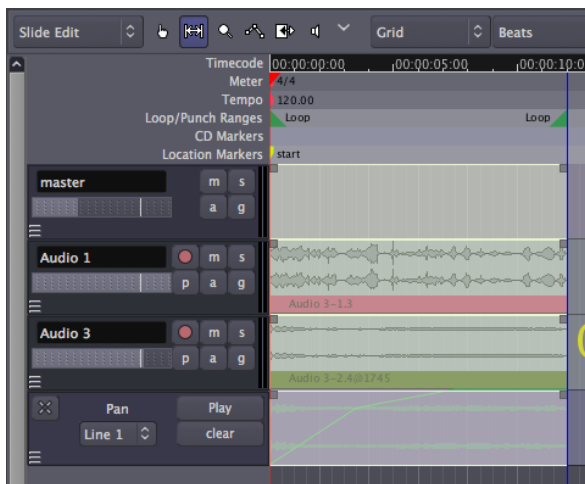 Slide Edit Grid Beats
Timecode 00:00:00:00 00:00:05:00 00:00:10:0
Meter 4/4
Tempo 120.00
Loop/Punch Ranges Loop Loop
CD Markers
Location Markers start
master m s
a g
Audio 1 m s
p a g
Audio 3-1.3
Audio 3 m s
p a g
Audio 3-2.4@1745
Pan Play
Line 1 clear